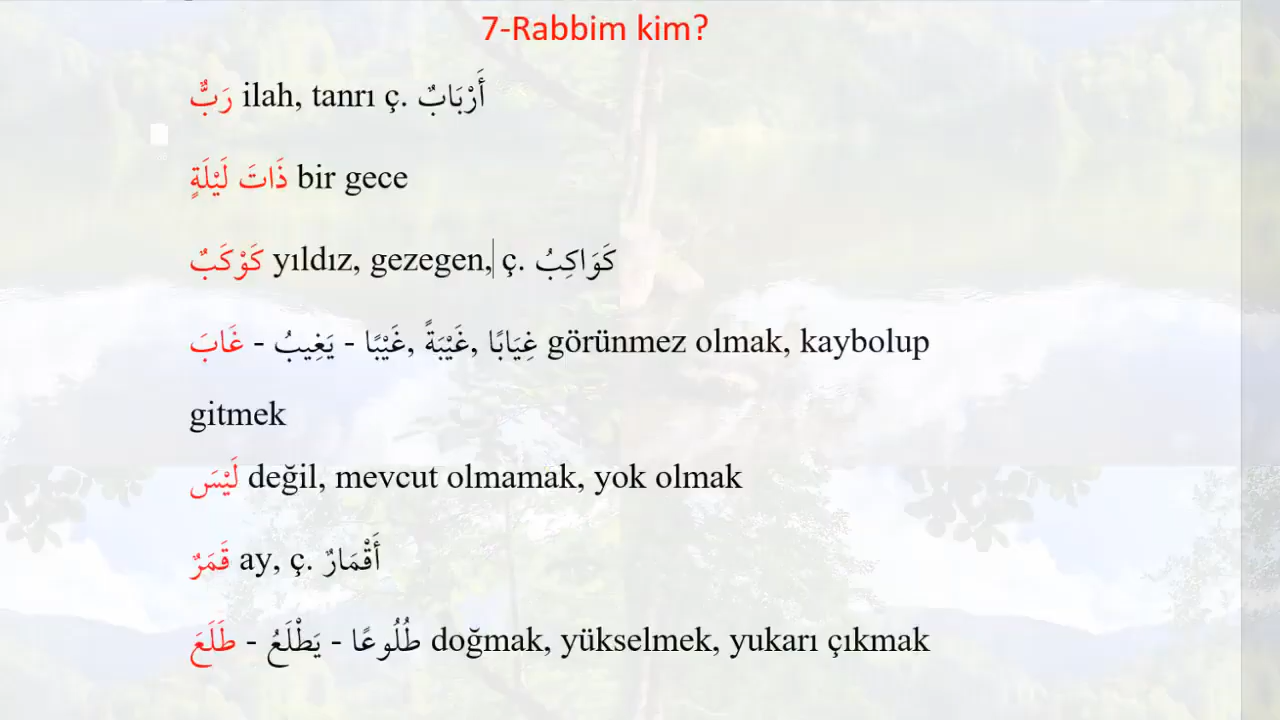 7-Rabbim kim?
رَبٌّ ilah, tanrı ç. أَرْبَابٌ
ذَاتَ لَيْلَةٍ bir gece
كَوْكَبٌ yıldız, gezegen, ç. كَوَاكِبُ
غَابَ - يَغِيبُ - غَيْبًا, غَيْبَةً, غِيَابًا görünmez olmak, kaybolup
gitmek
لَيْسَ değil, mevcut olmamak, yok olmak
قَمَرٌ ay, ç. أَقْمَارٌ
طَلَعَ - يَطْلَعُ - طُلُوعًا doğmak, yükselmek, yukarı çıkmak